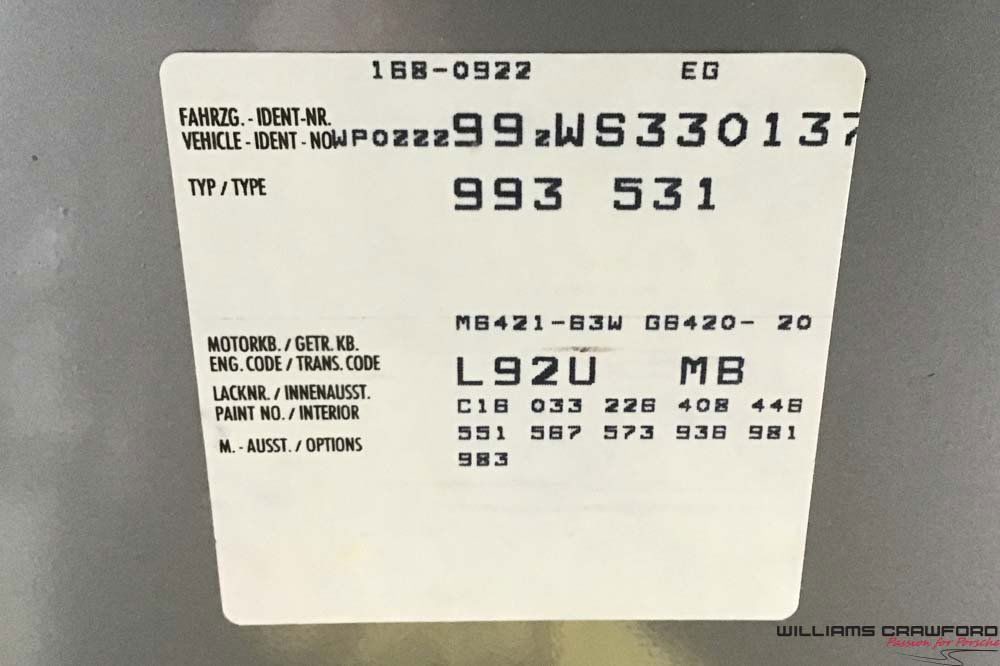 168-0922 EG
FAHRZG. - IDENT-NR.
VEHICLE - IDENT - NO WP0ZZZ99ZWS330137
TYP / TYPE 993 531
M6421-63W G6420- 20
MOTORKB. / GETR. KB.
ENG. CODE / TRANS. CODE L92U MB
LACKNR. / INNENAUSST.
PAINT NO. / INTERIOR C16 033 226 408 446
551 567 573 936 981
M. - AUSST. / OPTIONS 983
WILLIAMS CRAWFORD
Passion for Porsche